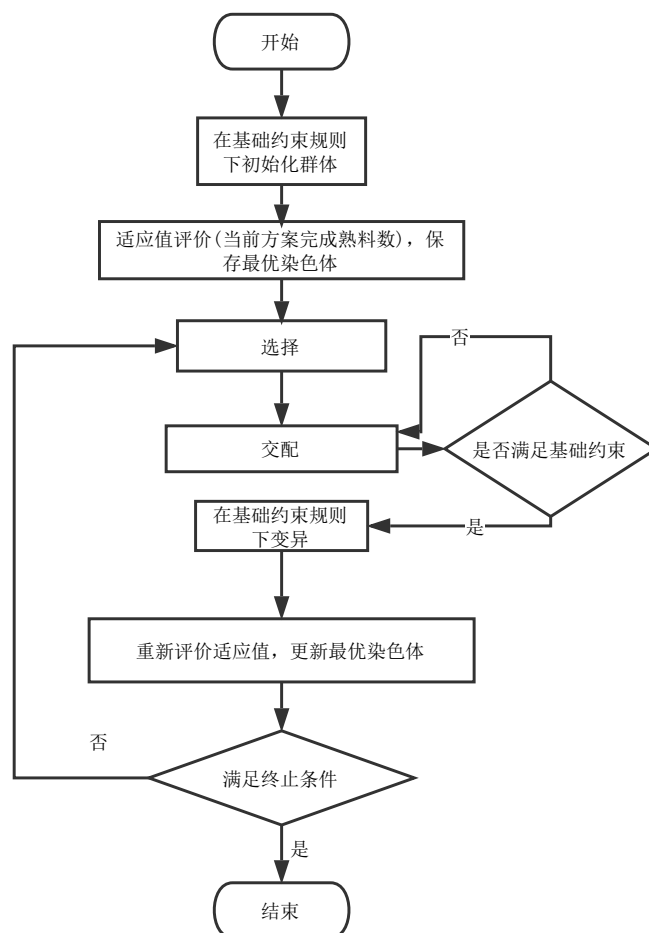 开始
在基础约束规则
下初始化群体
适应值评价(当前方案完成熟料数)，保
存最优染色体
选择
否
交配
是否满足基础约束
在基础约束规则
下变异
是
重新评价适应值，更新最优染色体
否
满足终止条件
是
结束